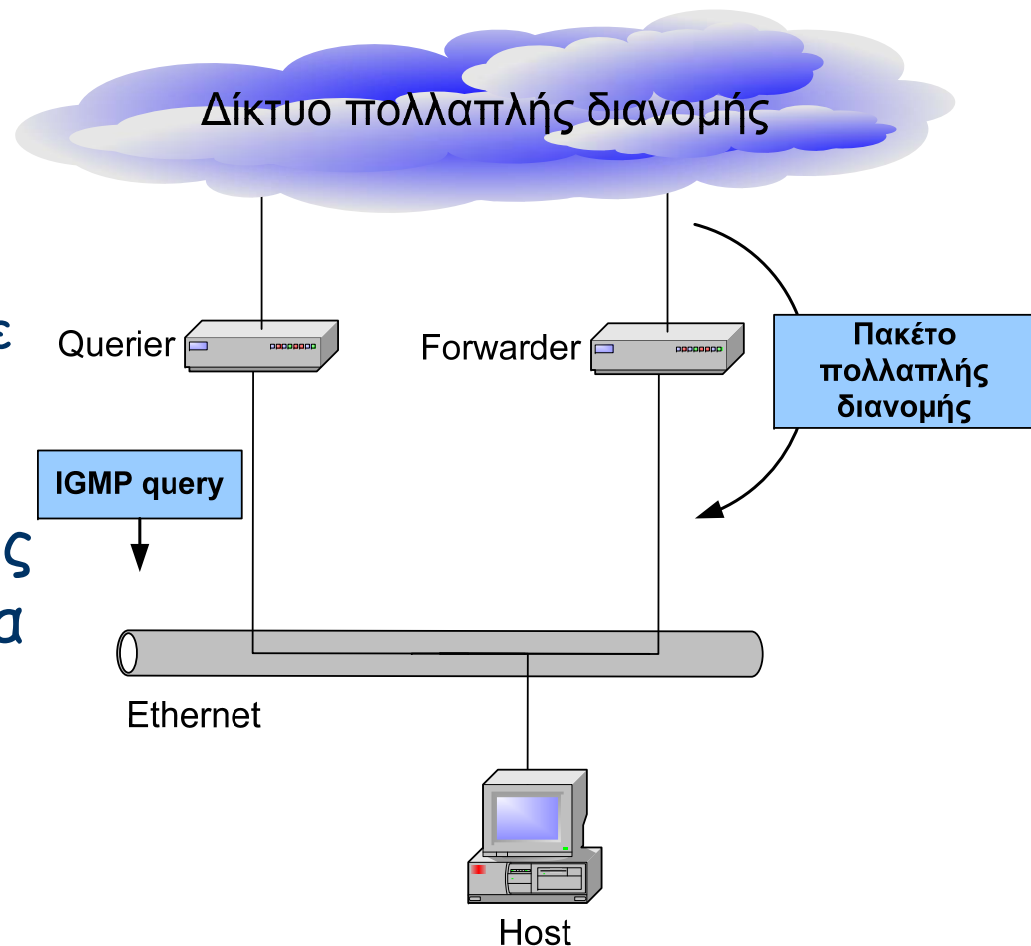 Δίκτυο πολλαπλής διανομής
Querier
Forwarder
Πακέτο
πολλαπλής
διανομής
IGMP query
Ethernet
Host